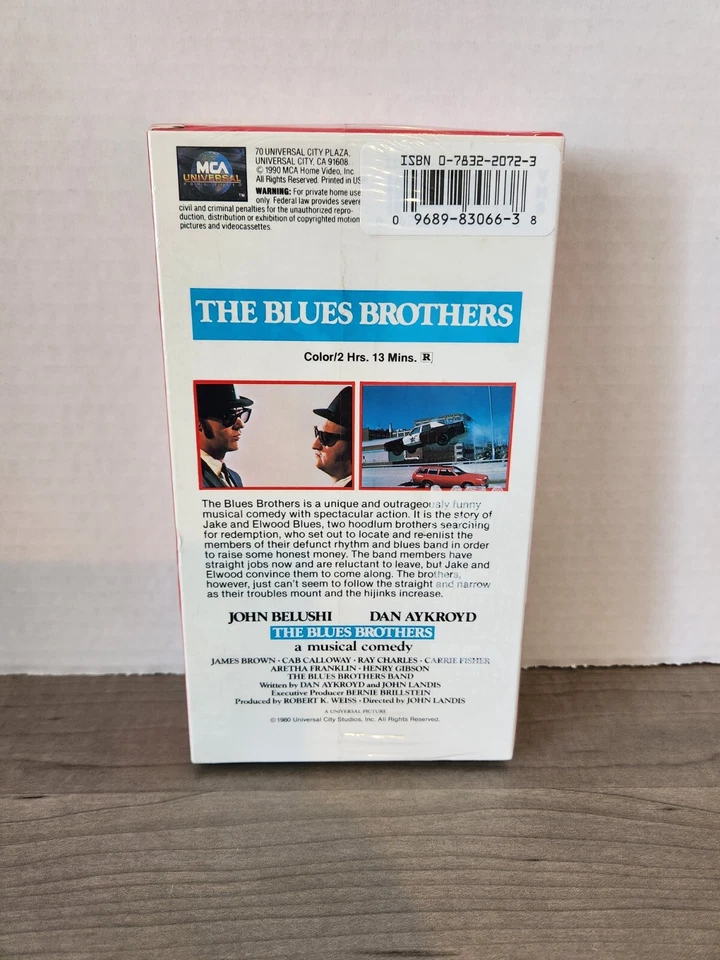 MCA
UNIVERSAL
70 UNIVERSAL CITY PLAZA,
UNIVERSAL CITY, CA 91608.
© 1990 MCA Home Video, Inc.
All Rights Reserved. Printed in US
WARNING: For private home use
only. Federal law provides severe
civil and criminal penalties for the unauthorized repro-
duction, distribution or exhibition of copyrighted motion
pictures and videocassettes.
ISBN 0-7832-2072-3
0 9689-83066-3 8
THE BLUES BROTHERS
Color/2 Hrs. 13 Mins. R
The Blues Brothers is a unique and outrageously funny
musical comedy with spectacular action. It is the story of
Jake and Elwood Blues, two hoodlum brothers searching
for redemption, who set out to locate and re-enlist the
members of their defunct rhythm and blues band in order
to raise some honest money. The band members have
straight jobs now and are reluctant to leave, but Jake and
Elwood convince them to come along. The brothers,
however, just can't seem to follow the straight and narrow
as their troubles mount and the hijinks increase.
JOHN BELUSHI DAN AYKROYD
THE BLUES BROTHERS
a musical comedy
JAMES BROWN · CAB CALLOWAY · RAY CHARLES · CARRIE FISHER
ARETHA FRANKLIN · HENRY GIBSON
THE BLUES BROTHERS BAND
Written by DAN AYKROYD and JOHN LANDIS
Executive Producer BERNIE BRILLSTEIN
Produced by ROBERT K. WEISS · Directed by JOHN LANDIS
A UNIVERSAL PICTURE
©1980 Universal City Studios, Inc. All Rights Reserved.